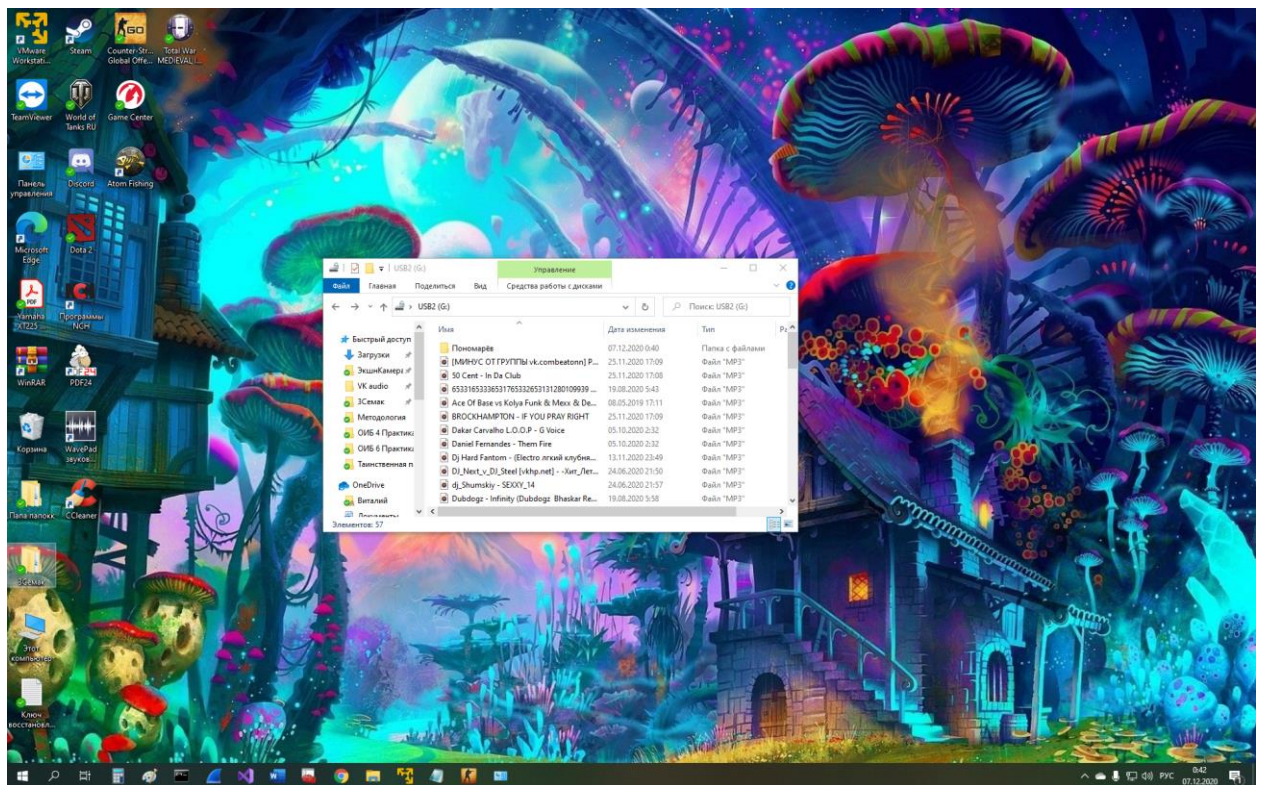 VMware
Workstati...
Steam
Counter-Str...
Global Offe...
Total War
MEDIEVAL I...
TeamViewer
World of
Tanks RU
Game Center
Панель
управления
Discord
Atom Fishing
Microsoft
Edge
Dota 2
PDF
Yamaha
XT225
Программы
NCH
WinRAR
PDF24
Корзина
WavePad
звуков...
Папа папокк
CCleaner
3Gемак
Этот
компьютер
Ключ
восстановл...
USB2 (G:)
Управление
Файл
Главная
Поделиться
Вид
Средства работы с дисками
USB2 (G:)
Поиск: USB2 (G:)
Быстрый доступ
Загрузки
ЭкшнКамера
VK audio
3Семак
Методология
ОИБ 4 Практика
ОИБ 6 Практика
Таинственная п
OneDrive
Виталий
Документы
Имя
Дата изменения
Тип
Ра
Пономарёв 07.12.2020 0:40 Папка с файлами
[МИНУС ОТ ГРУППЫ vk.combeatonn] P... 25.11.2020 17:09 Файл "MP3"
50 Cent - In Da Club 25.11.2020 17:08 Файл "MP3"
19.08.2020 5:43 Файл "MP3"
Ace Of Base vs Kolya Funk & Mexx & De... 08.05.2019 17:11 Файл "MP3"
BROCKHAMPTON - IF YOU PRAY RIGHT 25.11.2020 17:09 Файл "MP3"
Dakar Carvalho L.O.O.P - G Voice 05.10.2020 2:32 Файл "MP3"
Daniel Fernandes - Them Fire 05.10.2020 2:32 Файл "MP3"
Dj Hard Fantom - (Electro лгкий клубня... 13.11.2020 23:49 Файл "MP3"
DJ_Next_v_DJ_Steel [vkhp.net] - -Хит_Лет... 24.06.2020 21:50 Файл "MP3"
dj_Shumskiy - SEXXY_14 24.06.2020 21:57 Файл "MP3"
Dubdogz - Infinity (Dubdogz Bhaskar Re... 19.08.2020 5:58 Файл "MP3"
Элементов: 57
РУС
0:42
07.12.2020